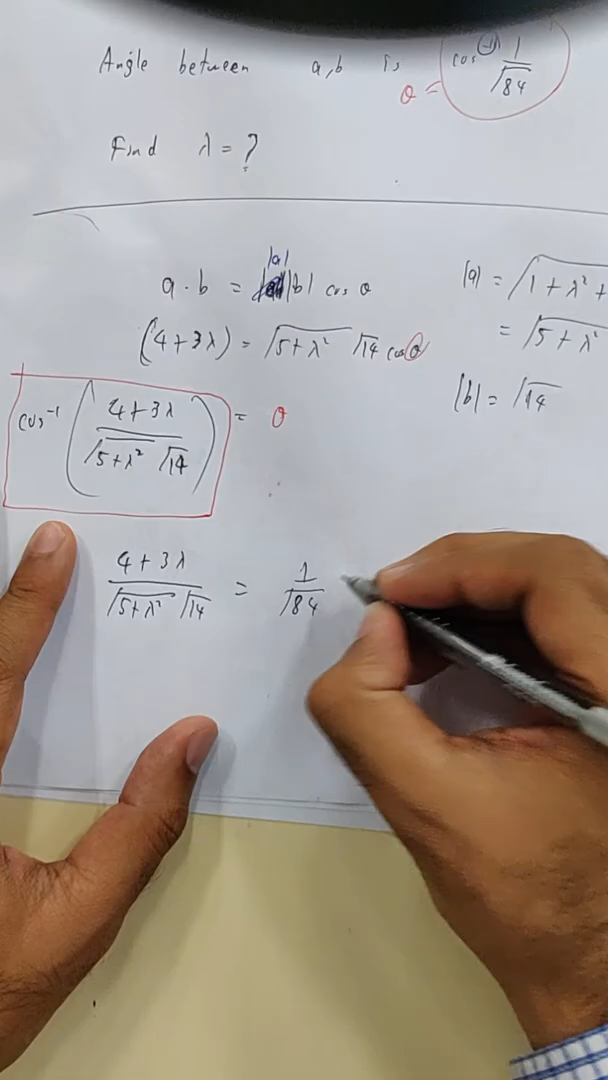 Angle between a,b is cos⁻¹ 1/√84
θ =
Find λ = ?
a · b = |a| |b| cos θ
|a| = √1 + λ² +
(4+3λ) = √5+λ² √14 cos θ
= √5 + λ²
|b| = √14
cos⁻¹ (4+3λ / √5+λ² √14) = θ
4+3λ / √5+λ² √14 = 1/√84